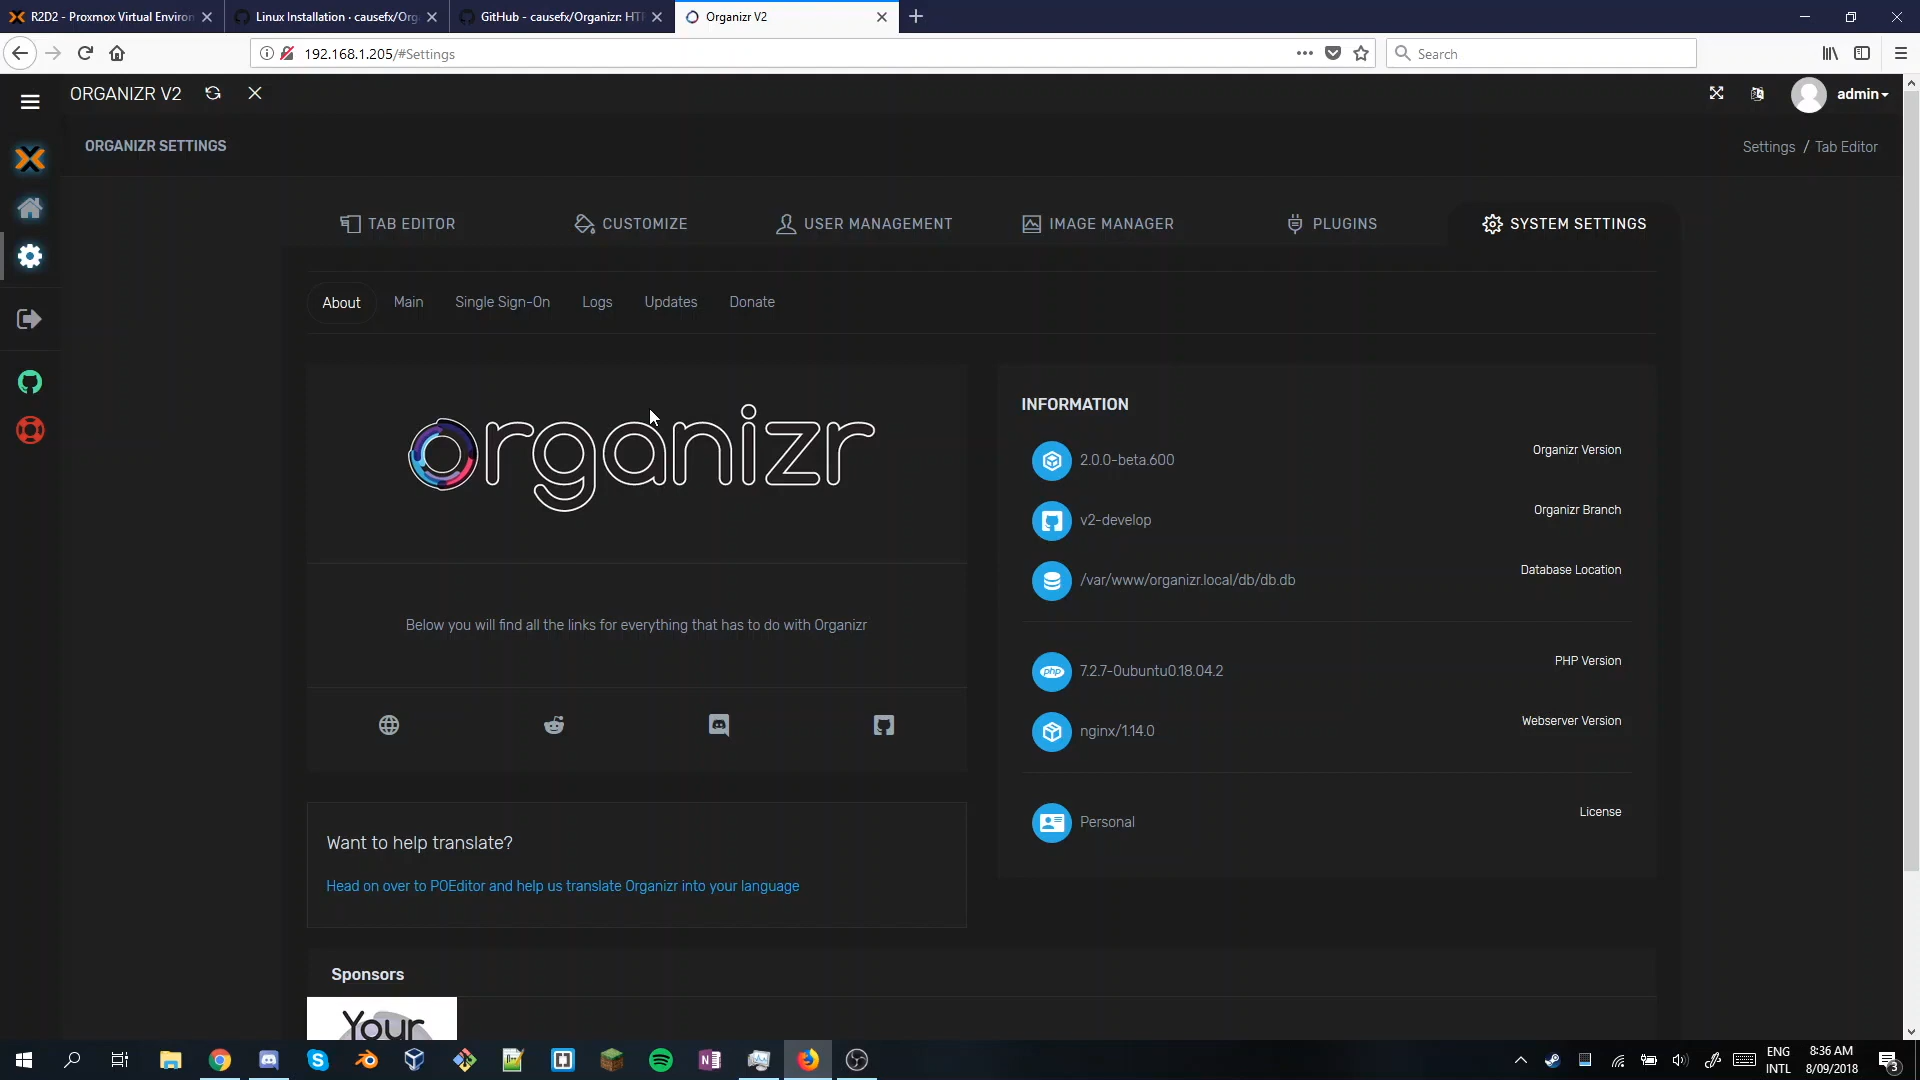 R2D2 - Proxmox Virtual Environ
Linux Installation · causefx/Org
GitHub - causefx/Organizr: HT
Organizr V2
192.168.1.205/#Settings
Search
ORGANIZR V2
admin
ORGANIZR SETTINGS
Settings / Tab Editor
TAB EDITOR
CUSTOMIZE
USER MANAGEMENT
IMAGE MANAGER
PLUGINS
SYSTEM SETTINGS
About
Main
Single Sign-On
Logs
Updates
Donate
organizr
INFORMATION
2.0.0-beta.600
Organizr Version
v2-develop
Organizr Branch
/var/www/organizr.local/db/db.db
Database Location
Below you will find all the links for everything that has to do with Organizr
php
7.2.7-0ubuntu0.18.04.2
PHP Version
nginx/1.14.0
Webserver Version
Personal
License
Want to help translate?
Head on over to POEditor and help us translate Organizr into your language
Sponsors
Your
ENG
INTL
8:36 AM
8/09/2018
3